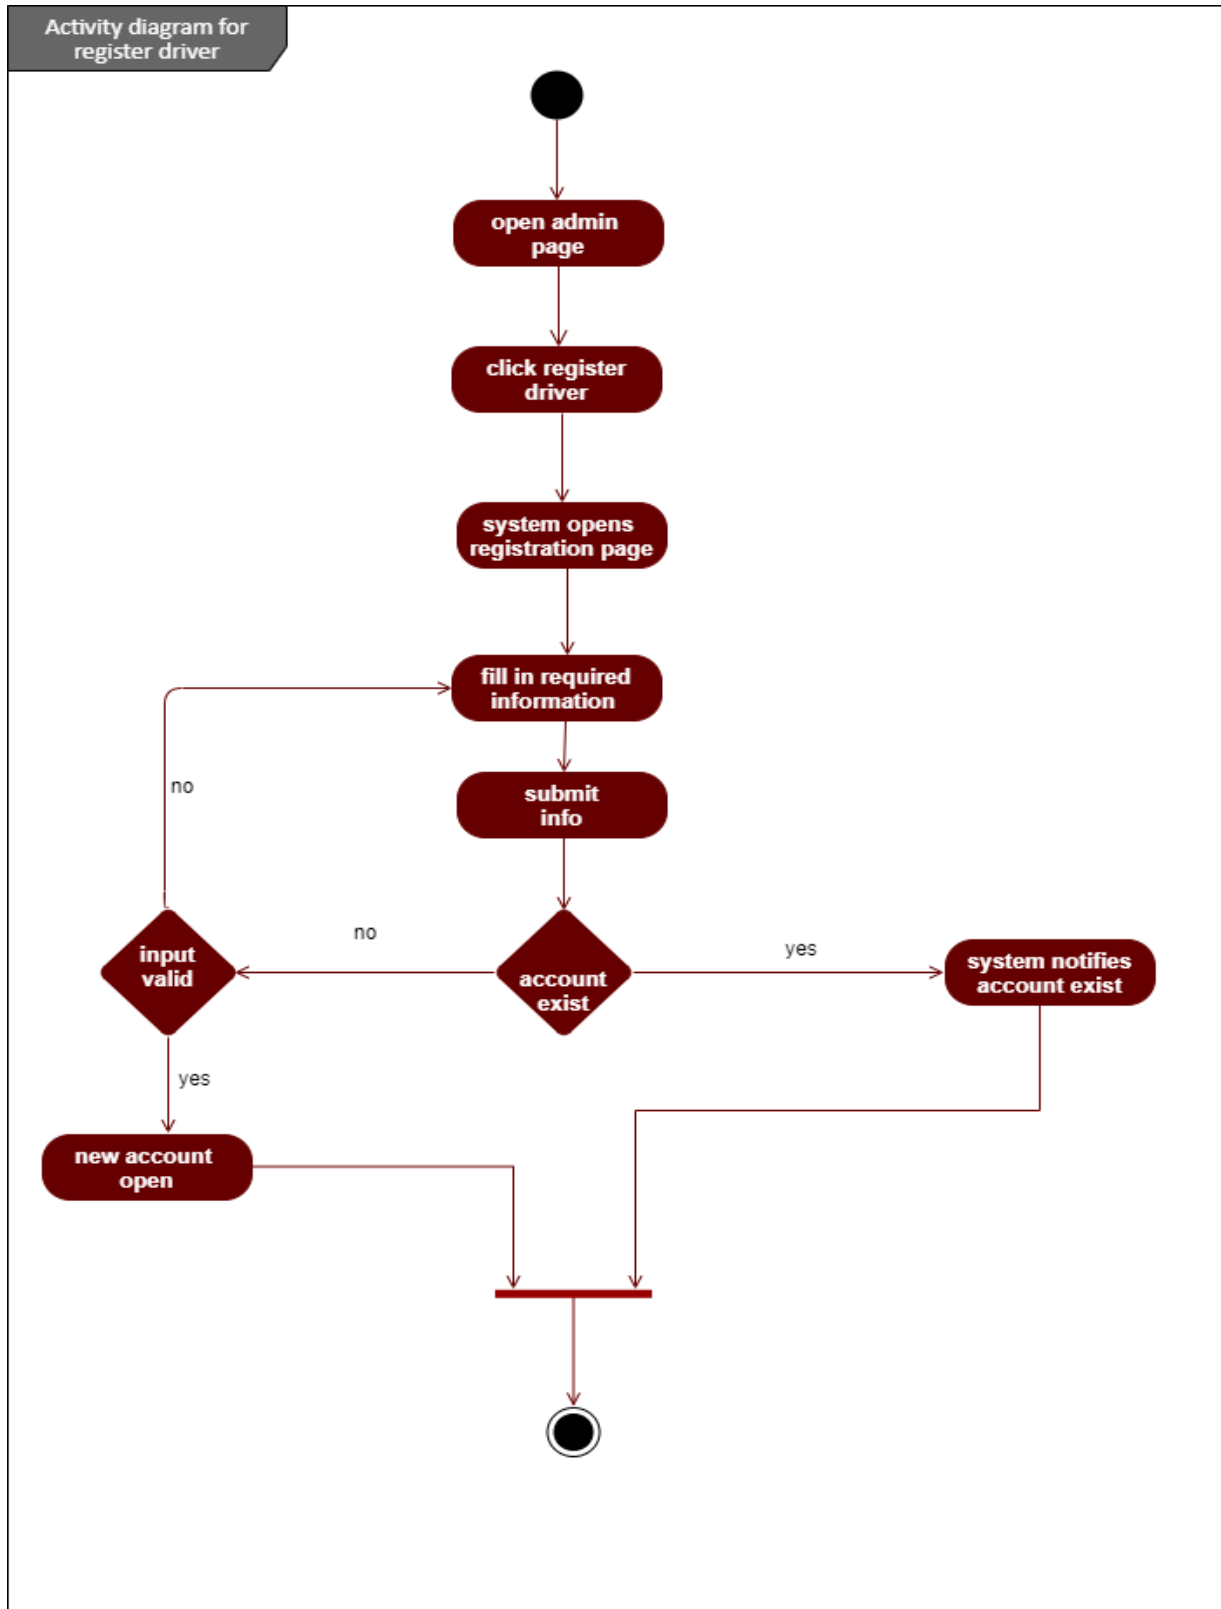 Activity diagram for
register driver
open admin
page
click register
driver
system opens
registration page
fill in required
information
no
submit
info
input
valid
no
account
exist
yes
system notifies
account exist
yes
new account
open